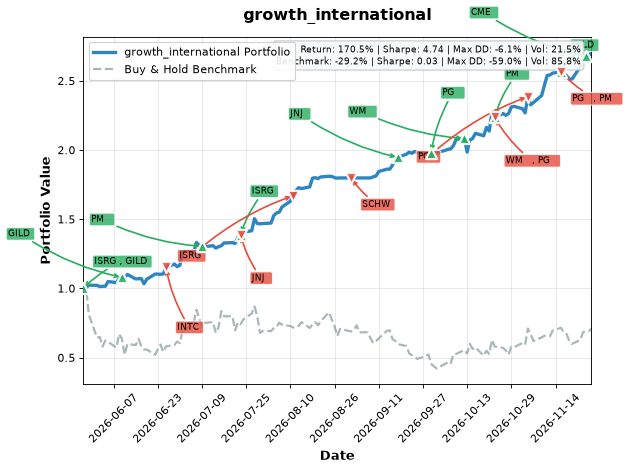 growth_international
CME
GILD
growth_international Portfolio
Buy & Hold Benchmark
Return: 170.5% | Sharpe: 4.74 | Max DD: -6.1% | Vol: 21.5%
Benchmark: -29.2% | Sharpe: 0.03 | Max DD: -59.0% | Vol: 85.8%
PM
PG
PG , PM
JNJ
WM
PG
WM , PG
ISRG
SCHW
PM
GILD
ISRG
ISRG , GILD
JNJ
INTC
Portfolio Value
2.5
2.0
1.5
1.0
0.5
2026-06-07
2026-06-23
2026-07-09
2026-07-25
2026-08-10
2026-08-26
2026-09-11
2026-09-27
2026-10-13
2026-10-29
2026-11-14
Date